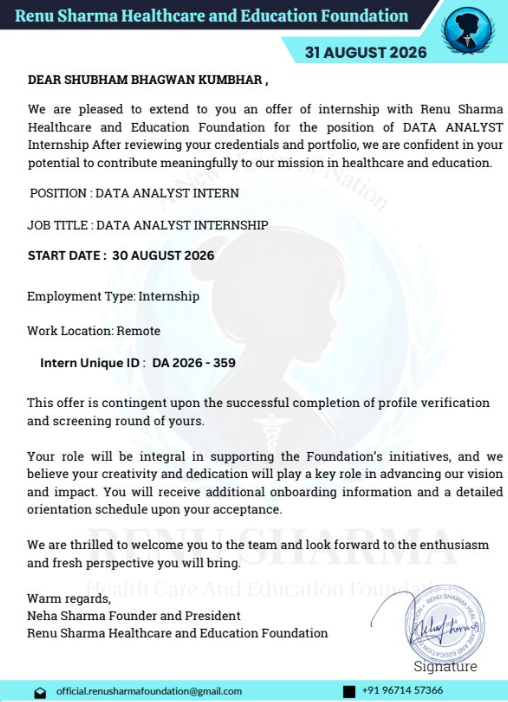 Renu Sharma Healthcare and Education Foundation
31 AUGUST 2026
DEAR SHUBHAM BHAGWAN KUMBHAR ,
We are pleased to extend to you an offer of internship with Renu Sharma
Healthcare and Education Foundation for the position of DATA ANALYST
Internship After reviewing your credentials and portfolio, we are confident in your
potential to contribute meaningfully to our mission in healthcare and education.
POSITION : DATA ANALYST INTERN
JOB TITLE : DATA ANALYST INTERNSHIP
START DATE : 30 AUGUST 2026
Employment Type: Internship
Work Location: Remote
Intern Unique ID : DA 2026 - 359
This offer is contingent upon the successful completion of profile verification
and screening round of yours.
Your role will be integral in supporting the Foundation's initiatives, and we
believe your creativity and dedication will play a key role in advancing our vision
and impact. You will receive additional onboarding information and a detailed
orientation schedule upon your acceptance.
RENU SHARMA
We are thrilled to welcome you to the team and look forward to the enthusiasm
and fresh perspective you will bring.
Health Care And Education Foundation
Warm regards,
Neha Sharma Founder and President
Renu Sharma Healthcare and Education Foundation
Signature
official.renusharmafoundation@gmail.com
+91 96714 57366